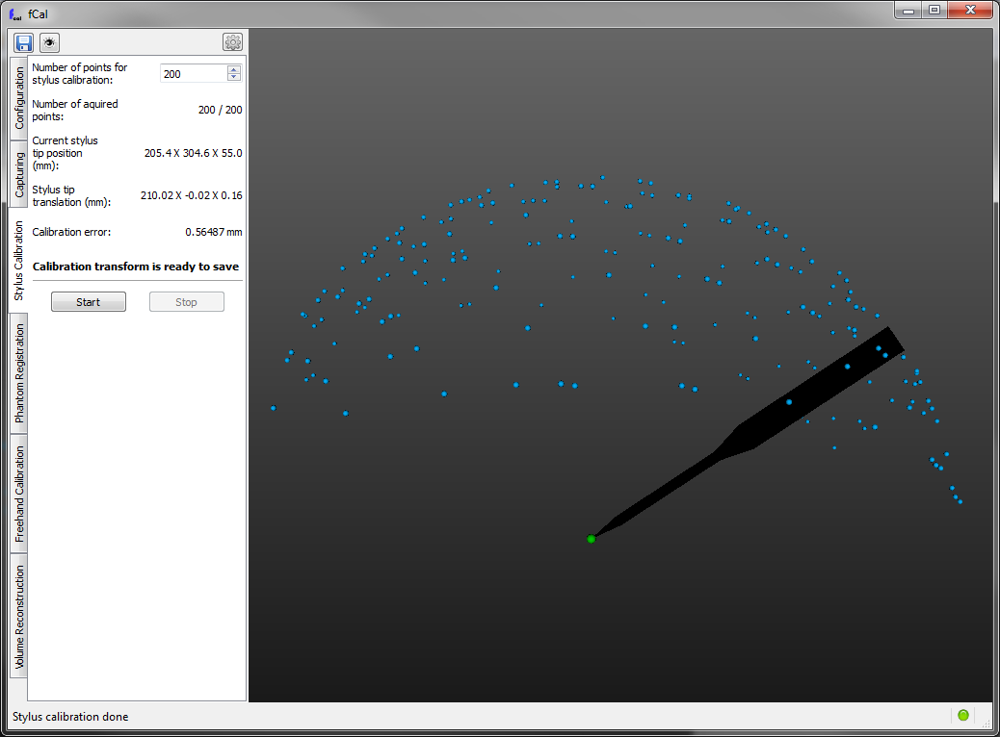 fCal
Number of points for
stylus calibration:
200
Number of aquired
points:
200 / 200
Current stylus
tip position
(mm):
205.4 X 304.6 X 55.0
Stylus tip
translation (mm):
210.02 X -0.02 X 0.16
Calibration error:
0.56487 mm
Calibration transform is ready to save
Start
Stop
Configuration
Capturing
Stylus Calibration
Phantom Registration
Freehand Calibration
Volume Reconstruction
Stylus calibration done